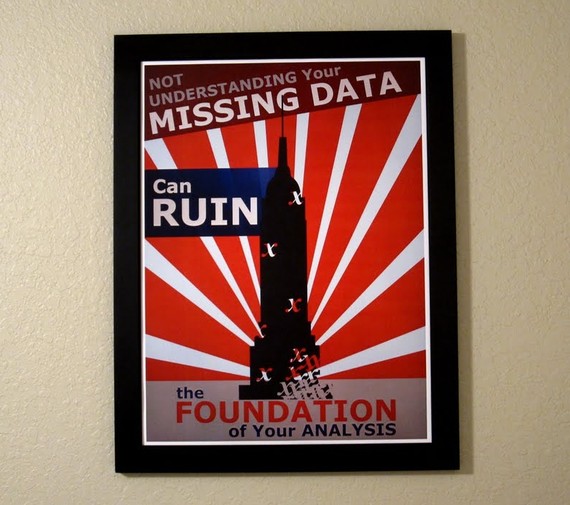 NOT
UNDERSTANDING Your
MISSING DATA
Can
RUIN
x
x
x
x
x
the
FOUNDATION
of Your ANALYSIS